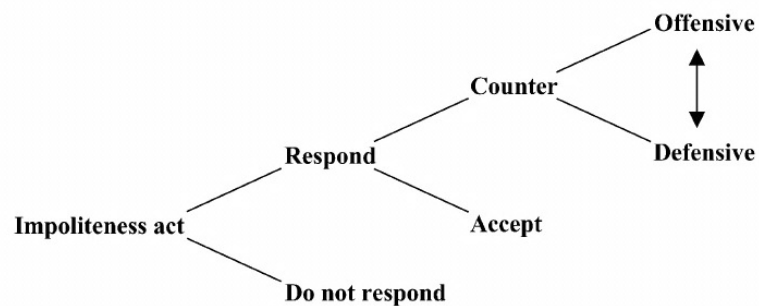 Offensive
Counter
Defensive
Respond
Accept
Impoliteness act
Do not respond